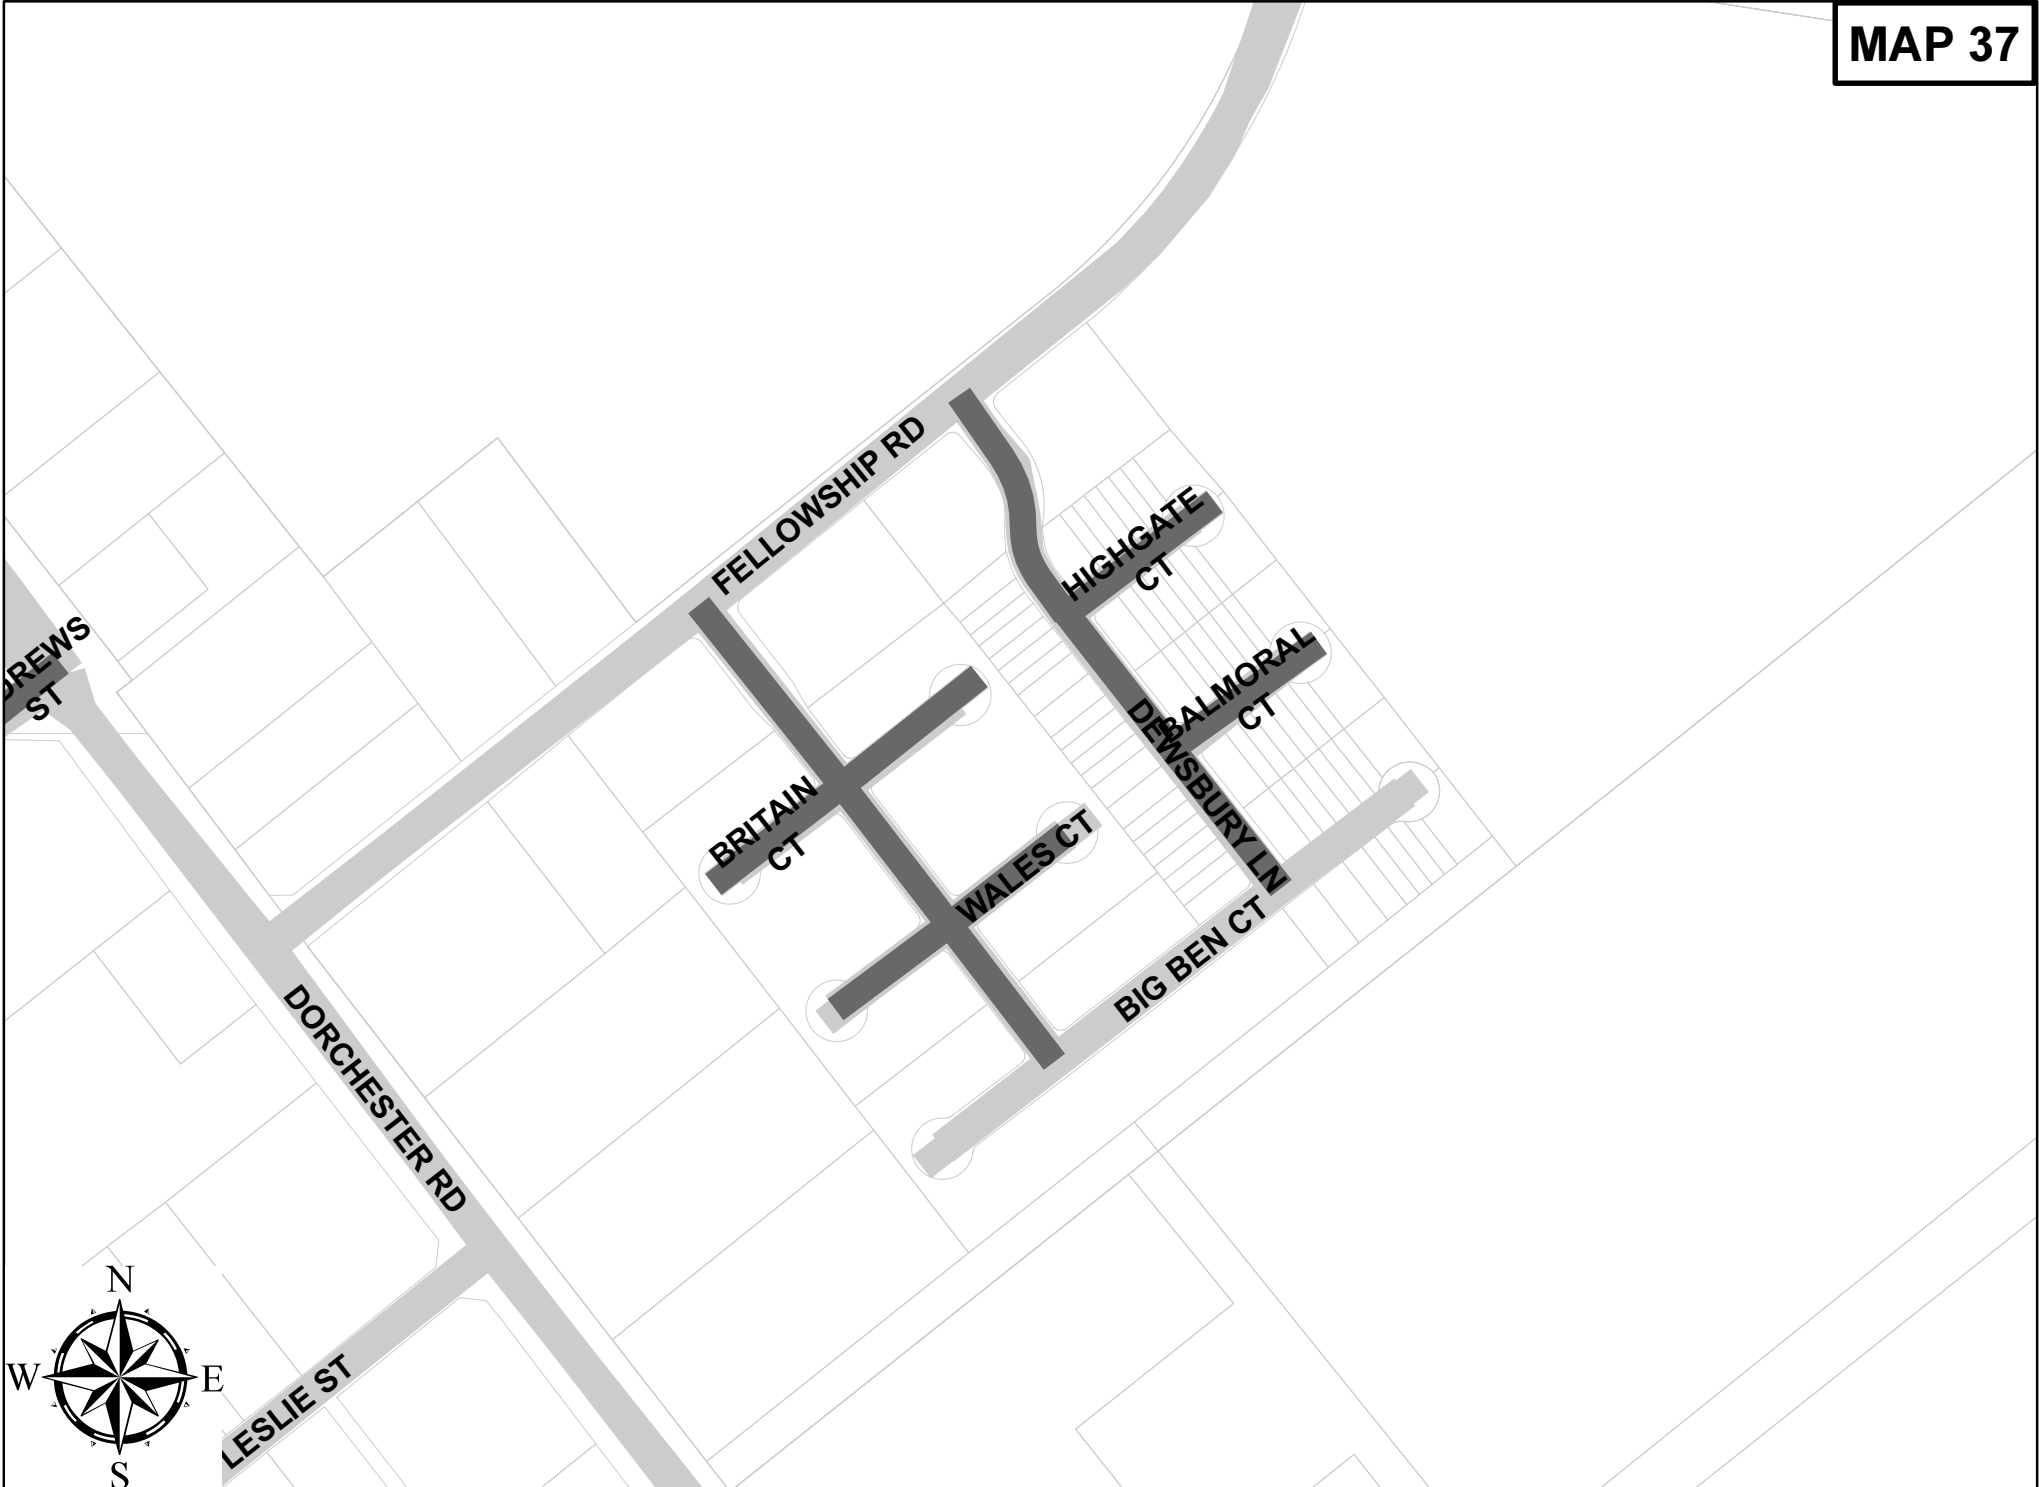 MAP 37
FELLOWSHIP RD
HIGHGATE
CT
DREWS
ST
BALMORAL
CT
DEWSBURY LN
BRITAIN
CT
WALES CT
BIG BEN CT
DORCHESTER RD
LESLIE ST
N
W
E
S